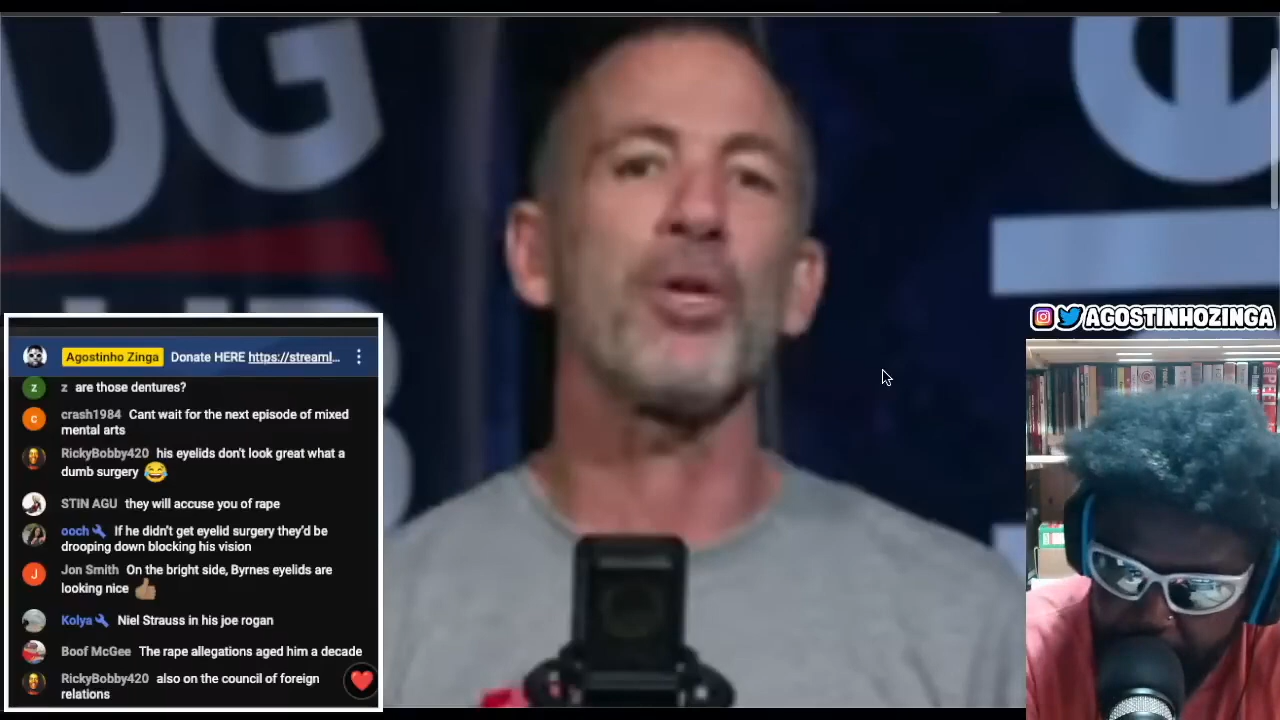 UG
e
AGOSTINHOZINGA
Agostinho Zinga Donate HERE https://streaml...
z are those dentures?
crash1984 Cant wait for the next episode of mixed
mental arts
RickyBobby420 his eyelids don't look great what a
dumb surgery
STIN AGU they will accuse you of rape
ooch If he didn't get eyelid surgery they'd be
drooping down blocking his vision
Jon Smith On the bright side, Byrnes eyelids are
looking nice
Kolya Niel Strauss in his joe rogan
Boof McGee The rape allegations aged him a decade
RickyBobby420 also on the council of foreign
relations